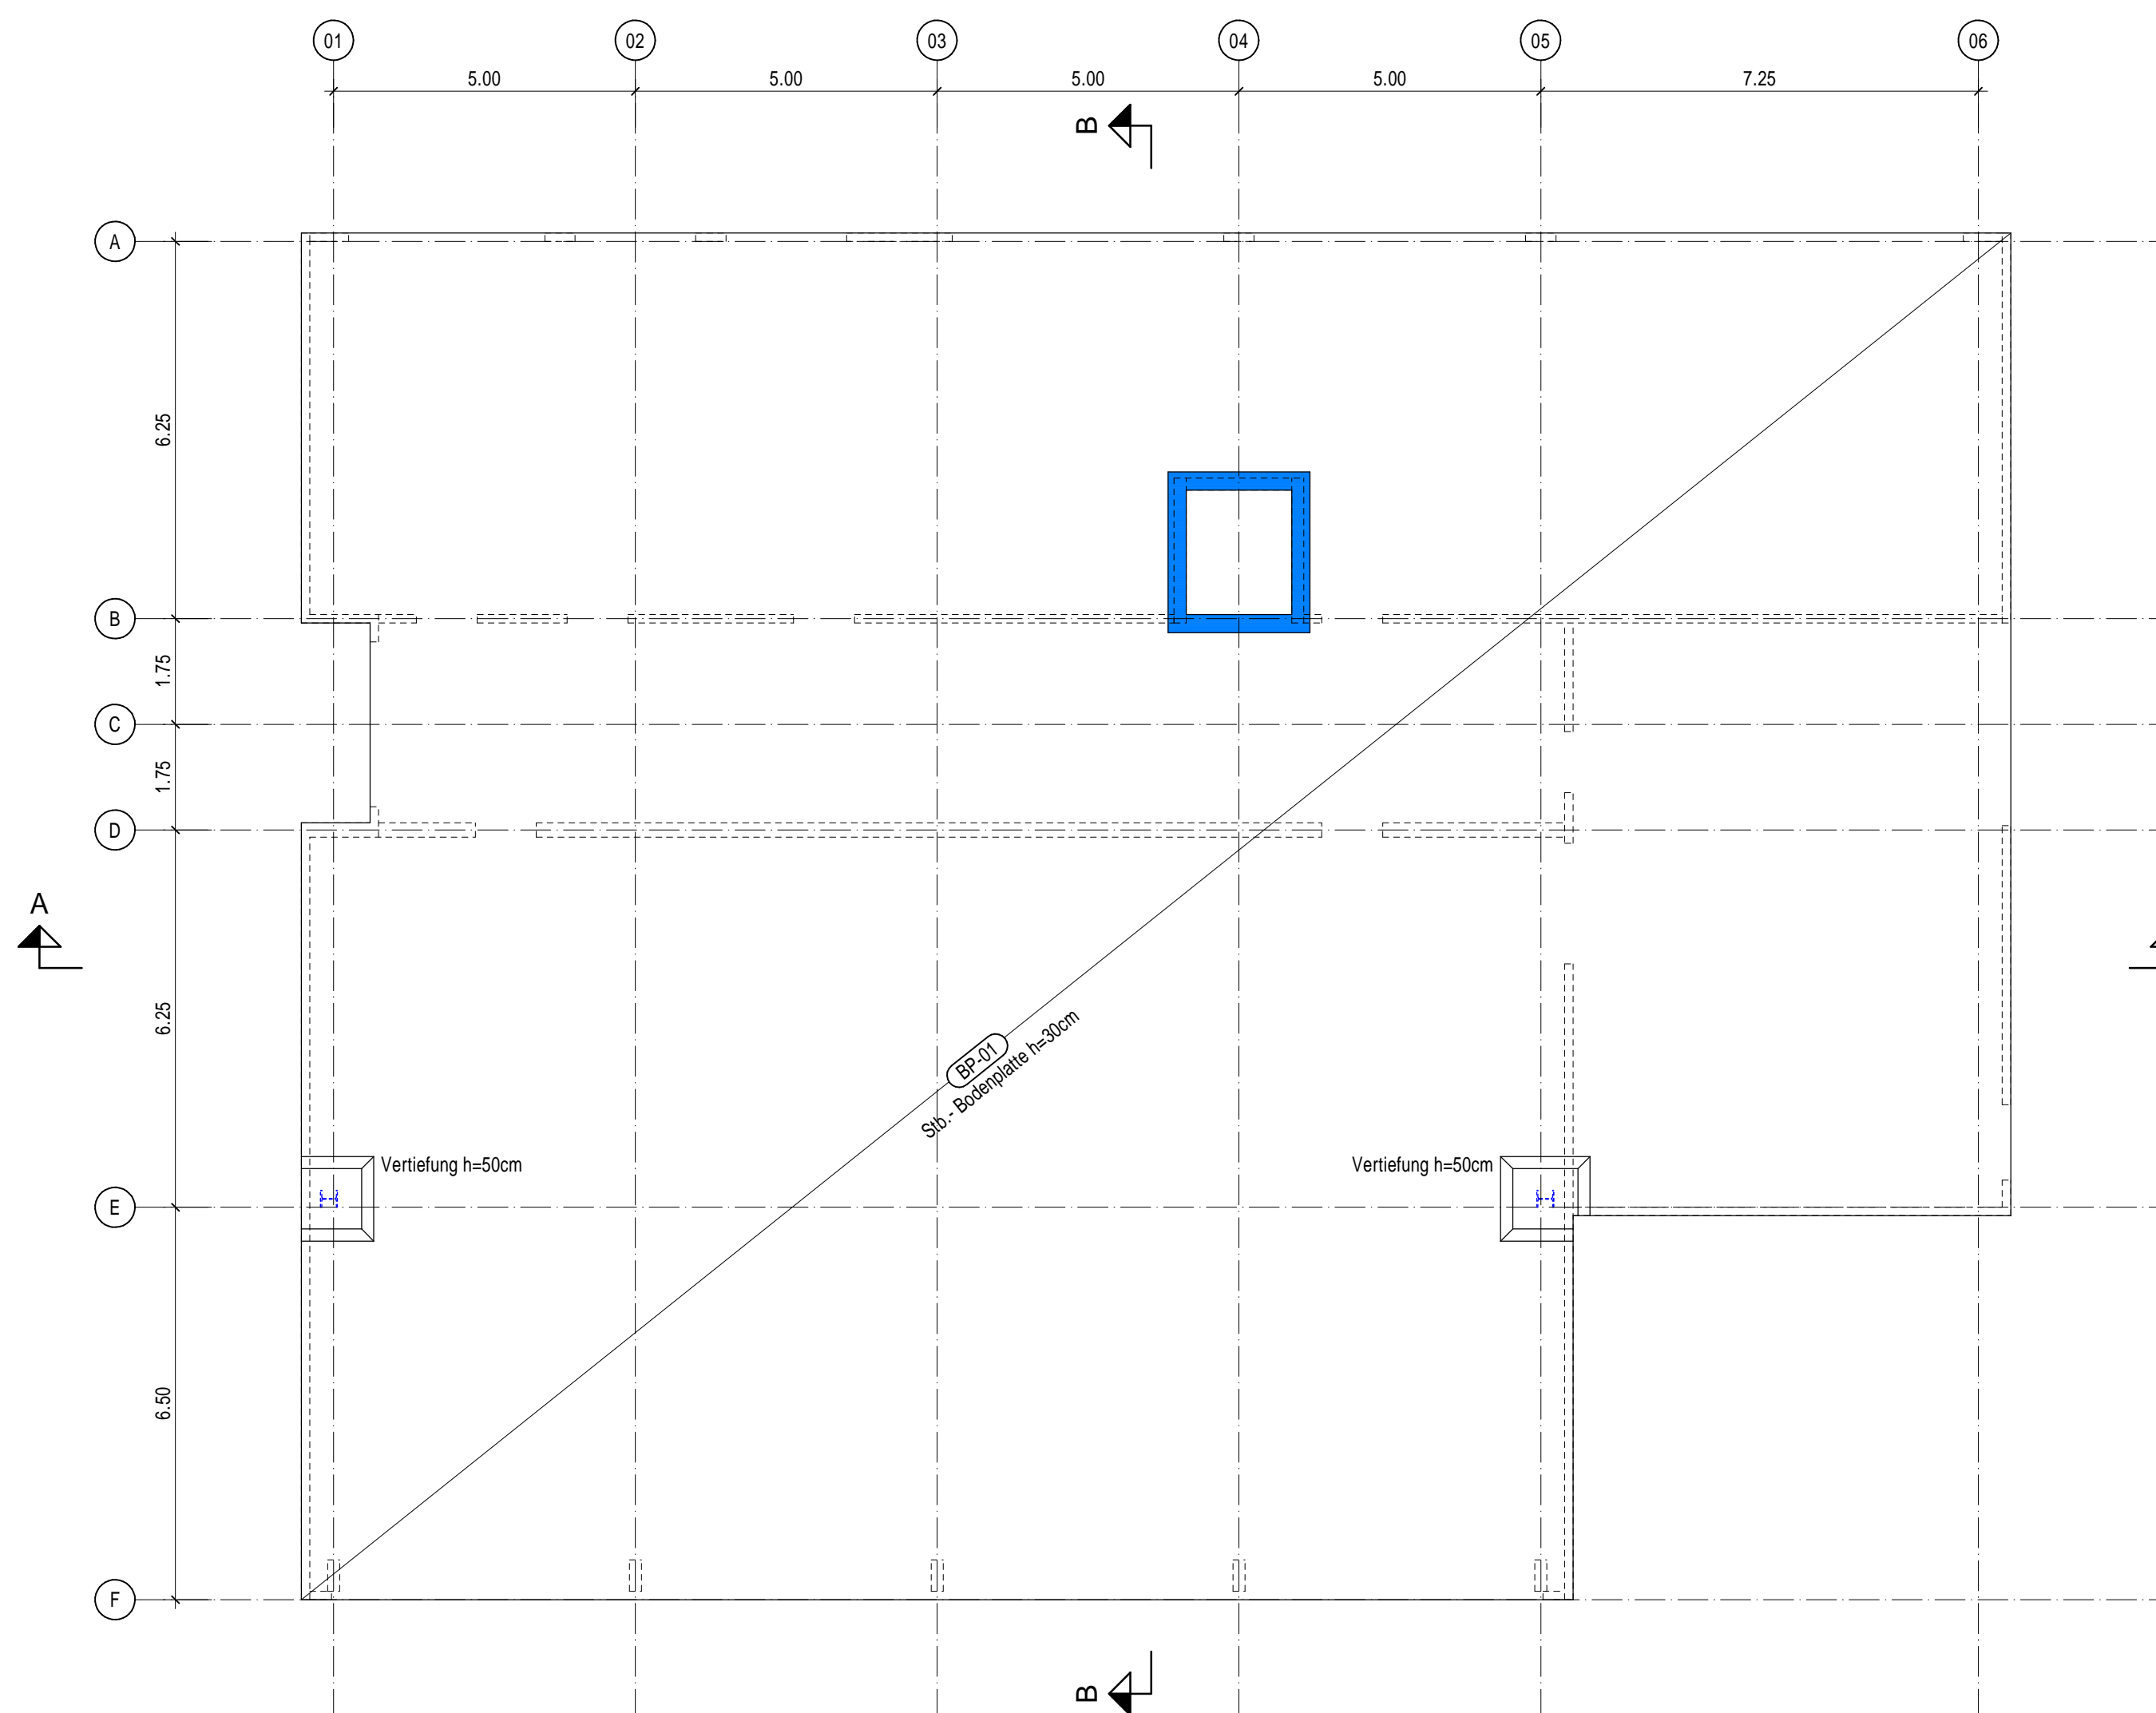 01 02 03 04 05 06
5.00 5.00 5.00 5.00 7.25
B
A
6.25
B
1.75
C
1.75
D
A
6.25
BP-01
Stb.- Bodenplatte h=30cm
Vertiefung h=50cm Vertiefung h=50cm
E
6.50
F
B